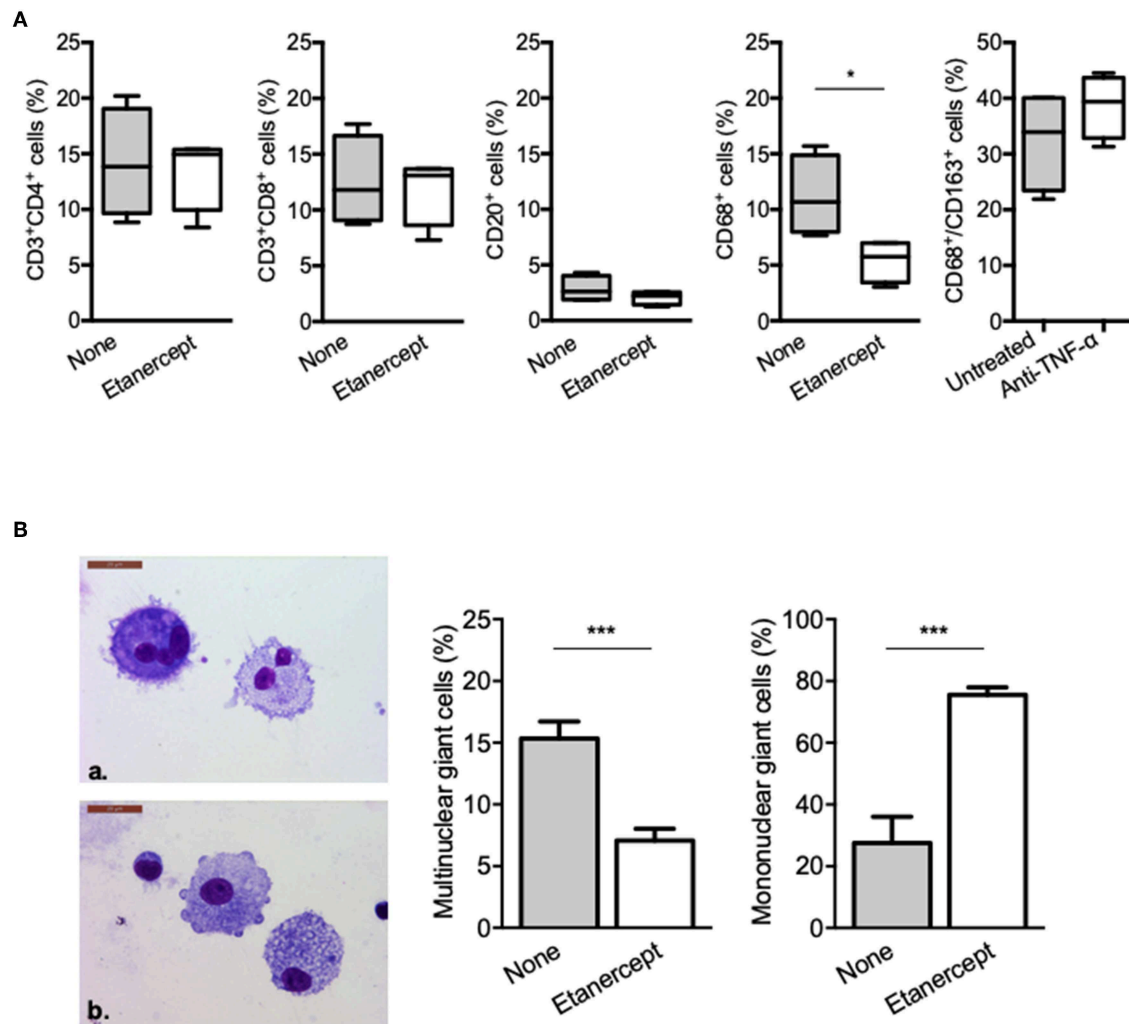 A
CD3+CD4+ cells (%)
25
20
15
10
5
0
None
Etanercept
CD3+CD8+ cells (%)
25
20
15
10
5
0
None
Etanercept
CD20+ cells (%)
25
20
15
10
5
0
None
Etanercept
CD68+ cells (%)
25
20
15
10
5
0
*
None
Etanercept
CD68+/CD163+ cells (%)
50
40
30
20
10
0
Untreated
Anti-TNF-α
B
a.
b.
Multinuclear giant cells (%)
25
20
15
10
5
0
***
None
Etanercept
Mononuclear giant cells (%)
100
80
60
40
20
0
***
None
Etanercept